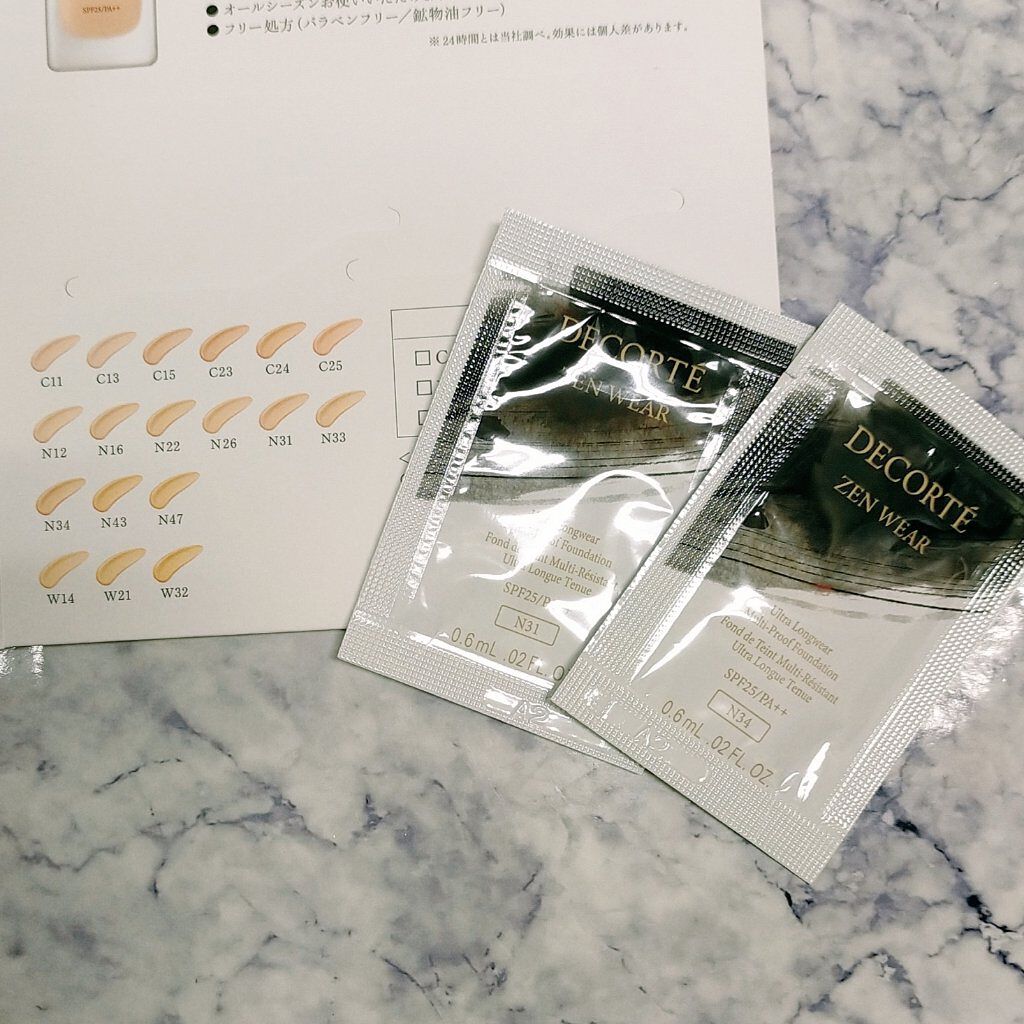 SPF25/PA++
●オールシーズンお使いいただ
●フリー処方(パラベンフリー/鉱物油フリー)
※24時間とは当社調べ。効果には個人差があります。
C11 C13 C15 C23 C24 C25
N12 N16 N22 N26 N31 N33
N34 N43 N47
W14 W21 W32
□C
DECORTÉ
ZEN WEAR
Longwear
Proof Foundation
Fond de Teint Multi-Résistant
Ultra Longue Tenue
SPF25/P
N31
0.6mL .02 FL. O
DECORTÉ
ZEN WEAR
Ultra Longwear
Multi-Proof Foundation
Fond de Teint Multi-Résistant
Ultra Longue Tenue
SPF25/PA++
N34
0.6mL .02 FL. OZ.